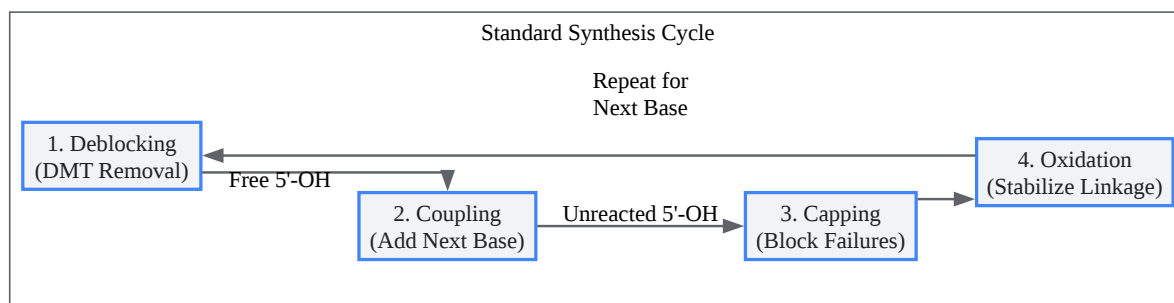 Standard Synthesis Cycle
Repeat for
Next Base
1. Deblocking
(DMT Removal)
Free 5'-OH
2. Coupling
(Add Next Base)
Unreacted 5'-OH
3. Capping
(Block Failures)
4. Oxidation
(Stabilize Linkage)